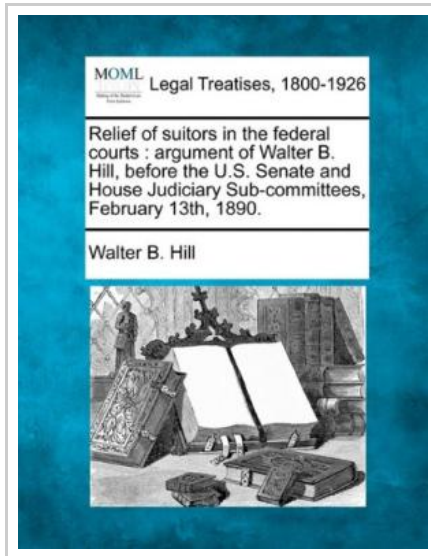 MOML
Legal Treatises, 1800-1926
Relief of suitors in the federal
courts : argument of Walter B.
Hill, before the U.S. Senate and
House Judiciary Sub-committees,
February 13th, 1890.
Walter B. Hill